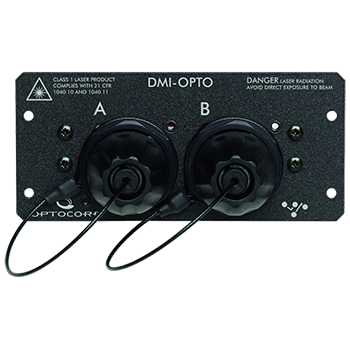 CLASS 1 LASER PRODUCT
COMPLIES WITH 21 CFR
1040.10 AND 1040.11
DMI-OPTO
DANGER LASER RADIATION
AVOID DIRECT EXPOSURE TO BEAM
A B
OPTOCORE